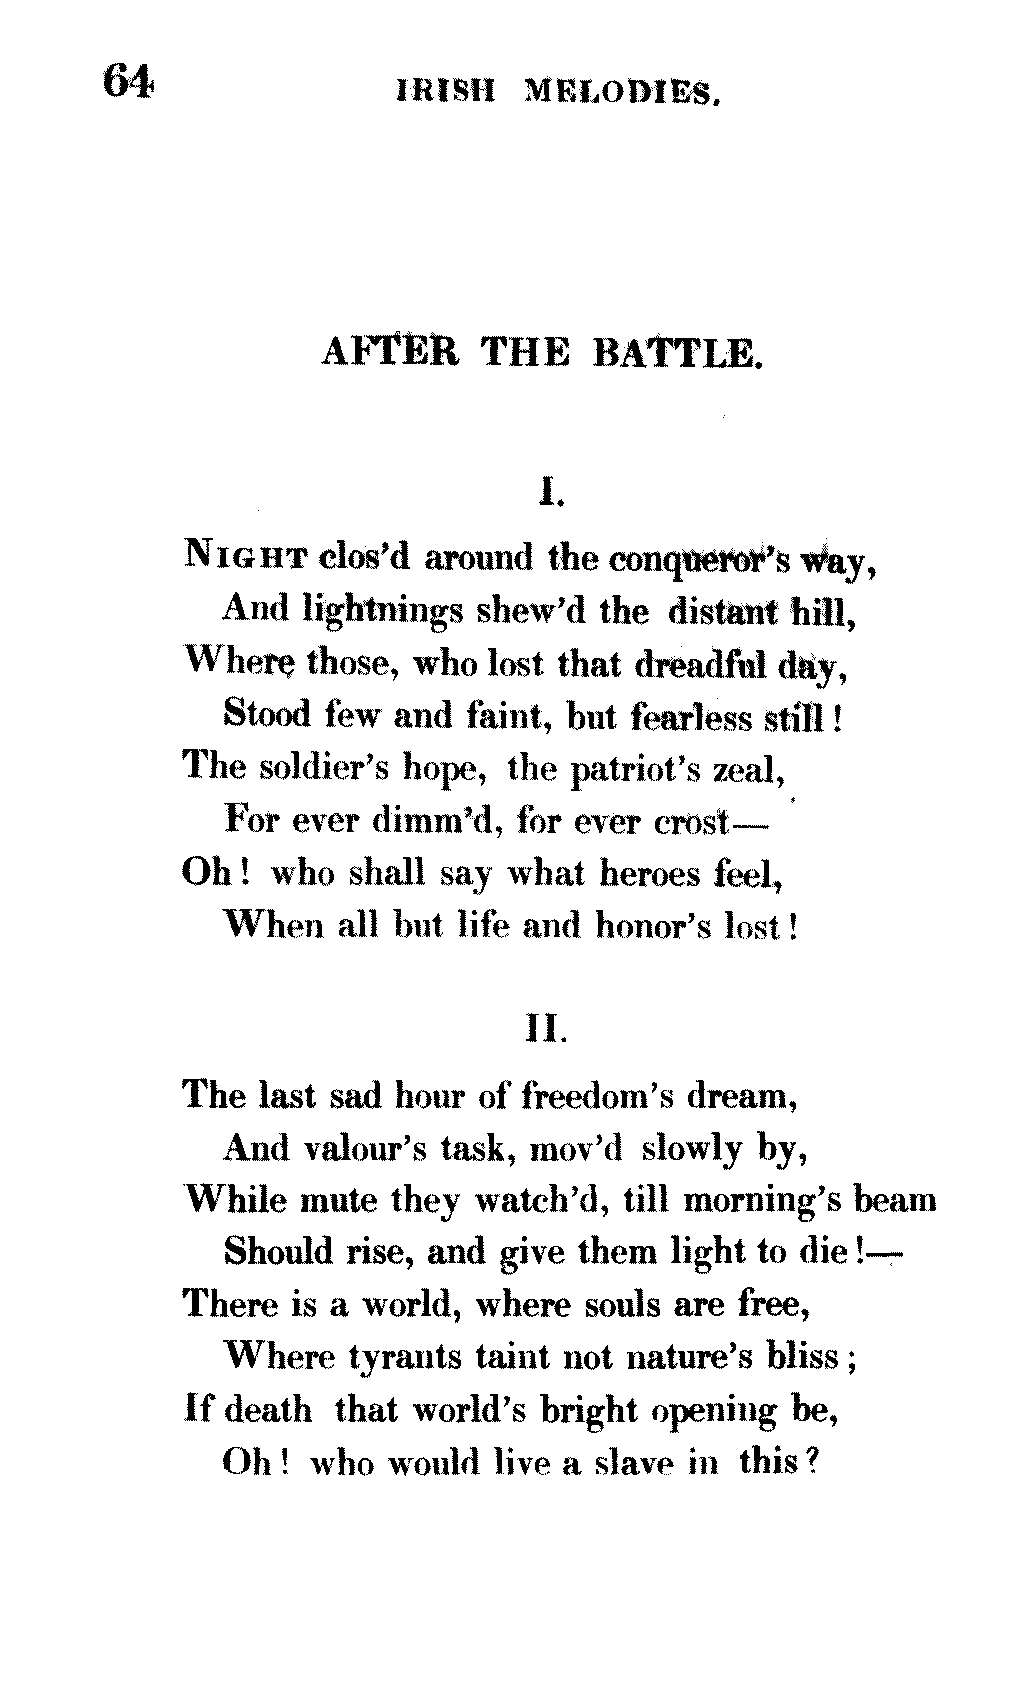 64 IRISH MELODIES.
AFTER THE BATTLE.
I.
NIGHT clos'd around the conqueror's way,
And lightnings shew'd the distant hill,
Where those, who lost that dreadful day,
Stood few and faint, but fearless still!
The soldier's hope, the patriot's zeal,
For ever dimm'd, for ever crost—
Oh! who shall say what heroes feel,
When all but life and honor's lost!
II.
The last sad hour of freedom's dream,
And valour's task, mov'd slowly by,
While mute they watch'd, till morning's beam
Should rise, and give them light to die!—
There is a world, where souls are free,
Where tyrants taint not nature's bliss;
If death that world's bright opening be,
Oh! who would live a slave in this?